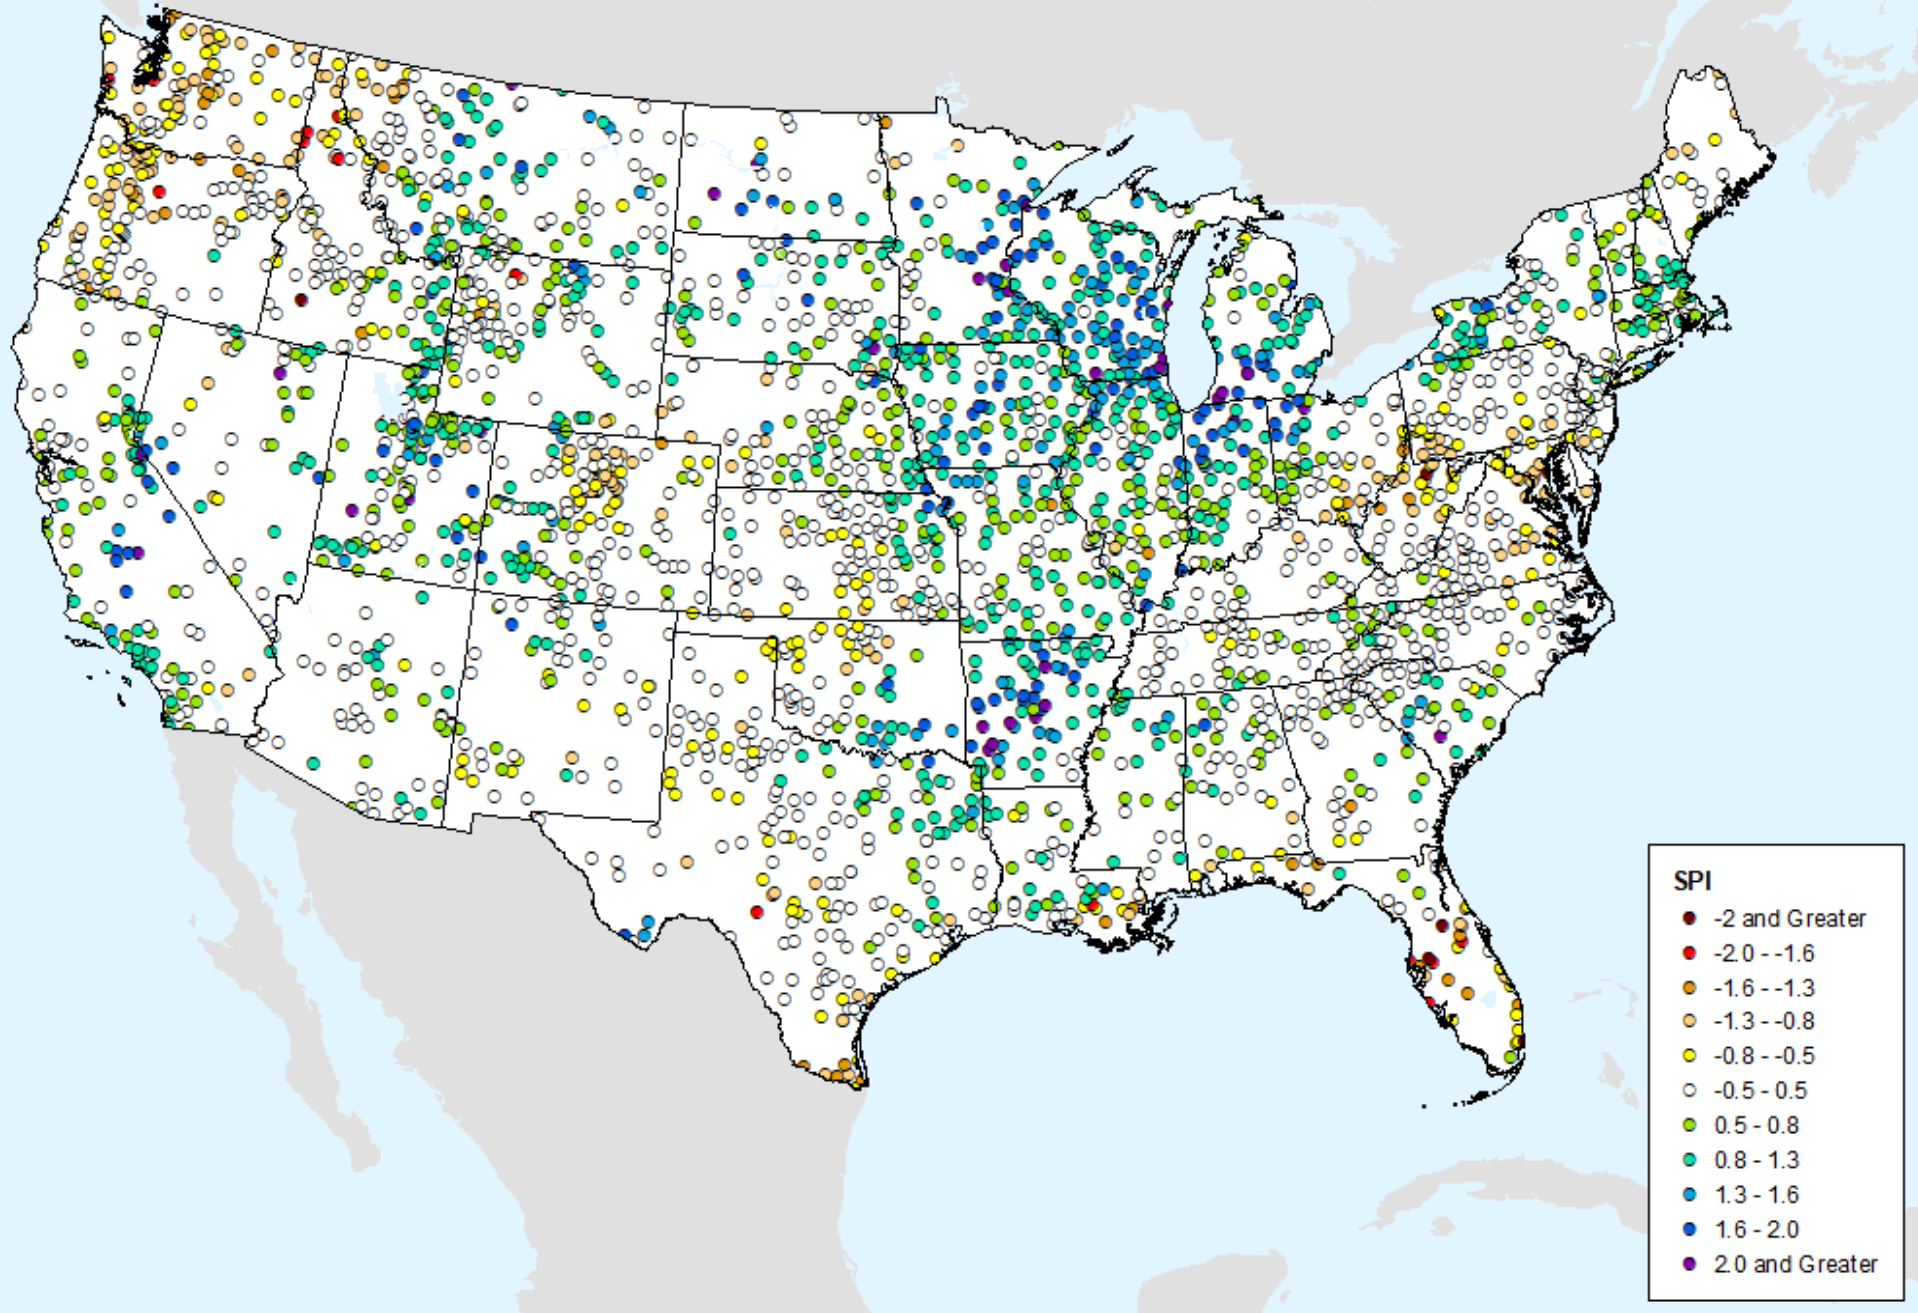 SPI
-2 and Greater
-2.0 - -1.6
-1.6 - -1.3
-1.3 - -0.8
-0.8 - -0.5
-0.5 - 0.5
0.5 - 0.8
0.8 - 1.3
1.3 - 1.6
1.6 - 2.0
2.0 and Greater